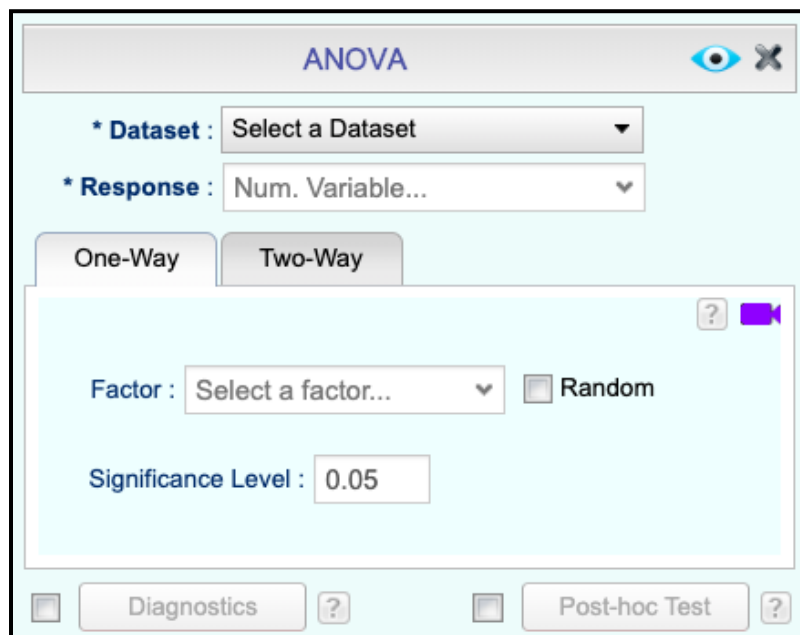 ANOVA
* Dataset : Select a Dataset
* Response : Num. Variable...
One-Way Two-Way
?
Factor : Select a factor... Random
Significance Level : 0.05
Diagnostics ? Post-hoc Test ?